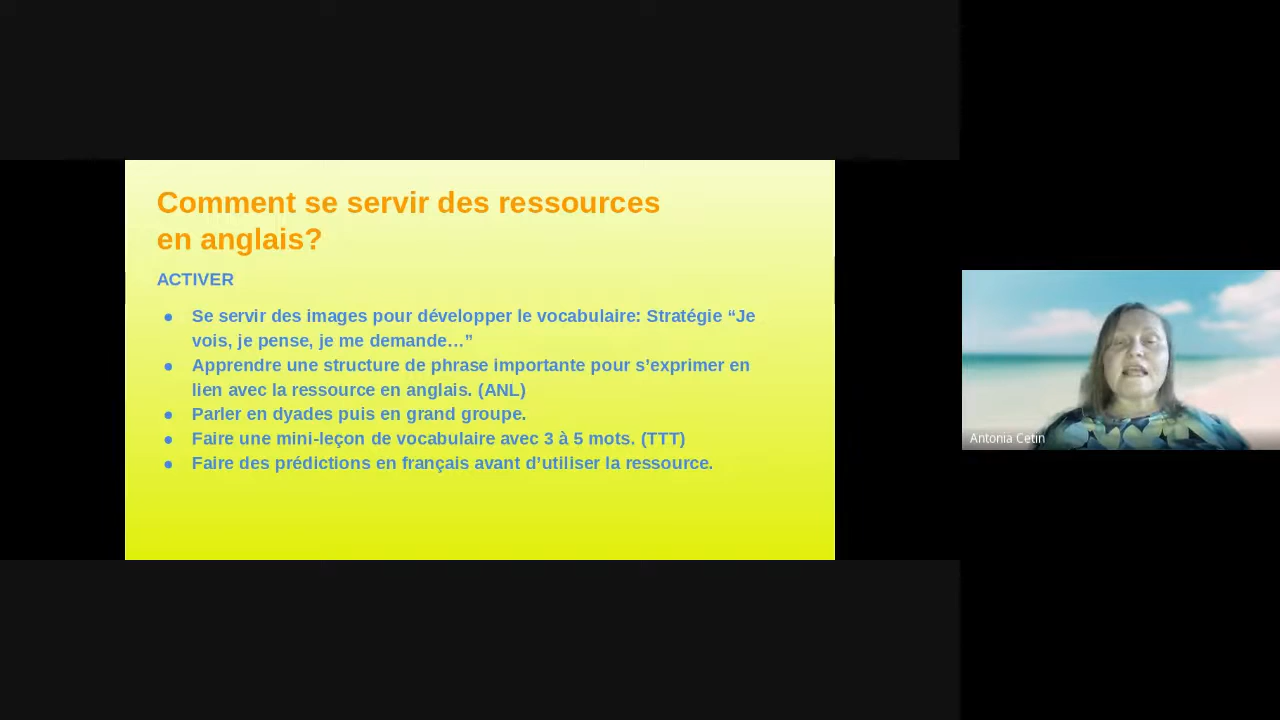 Comment se servir des ressources
en anglais?
ACTIVER
● Se servir des images pour développer le vocabulaire: Stratégie “Je
vois, je pense, je me demande…”
● Apprendre une structure de phrase importante pour s’exprimer en
lien avec la ressource en anglais. (ANL)
● Parler en dyades puis en grand groupe.
● Faire une mini-leçon de vocabulaire avec 3 à 5 mots. (TTT)
● Faire des prédictions en français avant d’utiliser la ressource.
Antonia Cetin